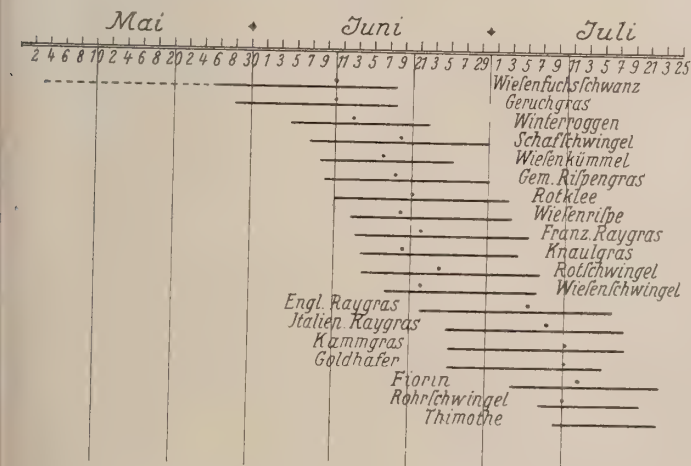 Mai Juni Juli
2 4 6 8 10 2 4 6 8 20 2 4 6 8 30 1 3 5 7 9 11 3 5 7 9 21 3 5 7 29 1 3 5 7 9 11 3 5 7 9 21 3 25
Wieſenfuchsſchwanz
Geruchgras
Winterroggen
Schafſchwingel
Wieſenkümmel
Gem. Riſpengras
Rotklee
Wieſenriſpe
Franz. Raygras
Knaulgras
Rotſchwingel
Wieſenſchwingel
Engl. Raygras
Italien. Raygras
Kammgras
Goldhafer
Fiorin
Rohrſchwingel
Thimothe